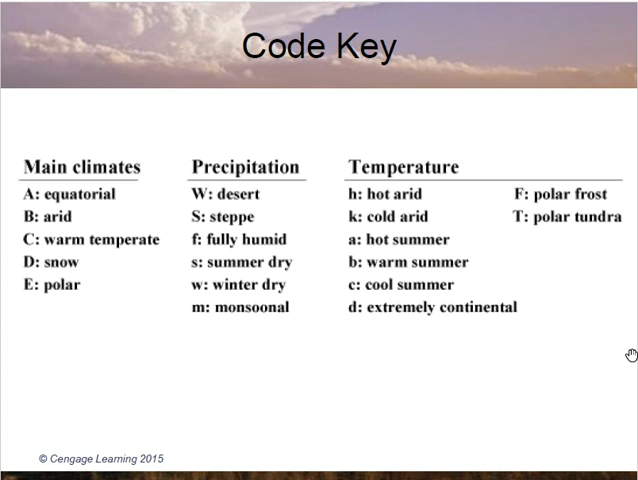 Code Key
Main climates
A: equatorial
B: arid
C: warm temperate
D: snow
E: polar
Precipitation
W: desert
S: steppe
f: fully humid
s: summer dry
w: winter dry
m: monsoonal
Temperature
h: hot arid
k: cold arid
a: hot summer
b: warm summer
c: cool summer
d: extremely continental
F: polar frost
T: polar tundra
© Cengage Learning 2015